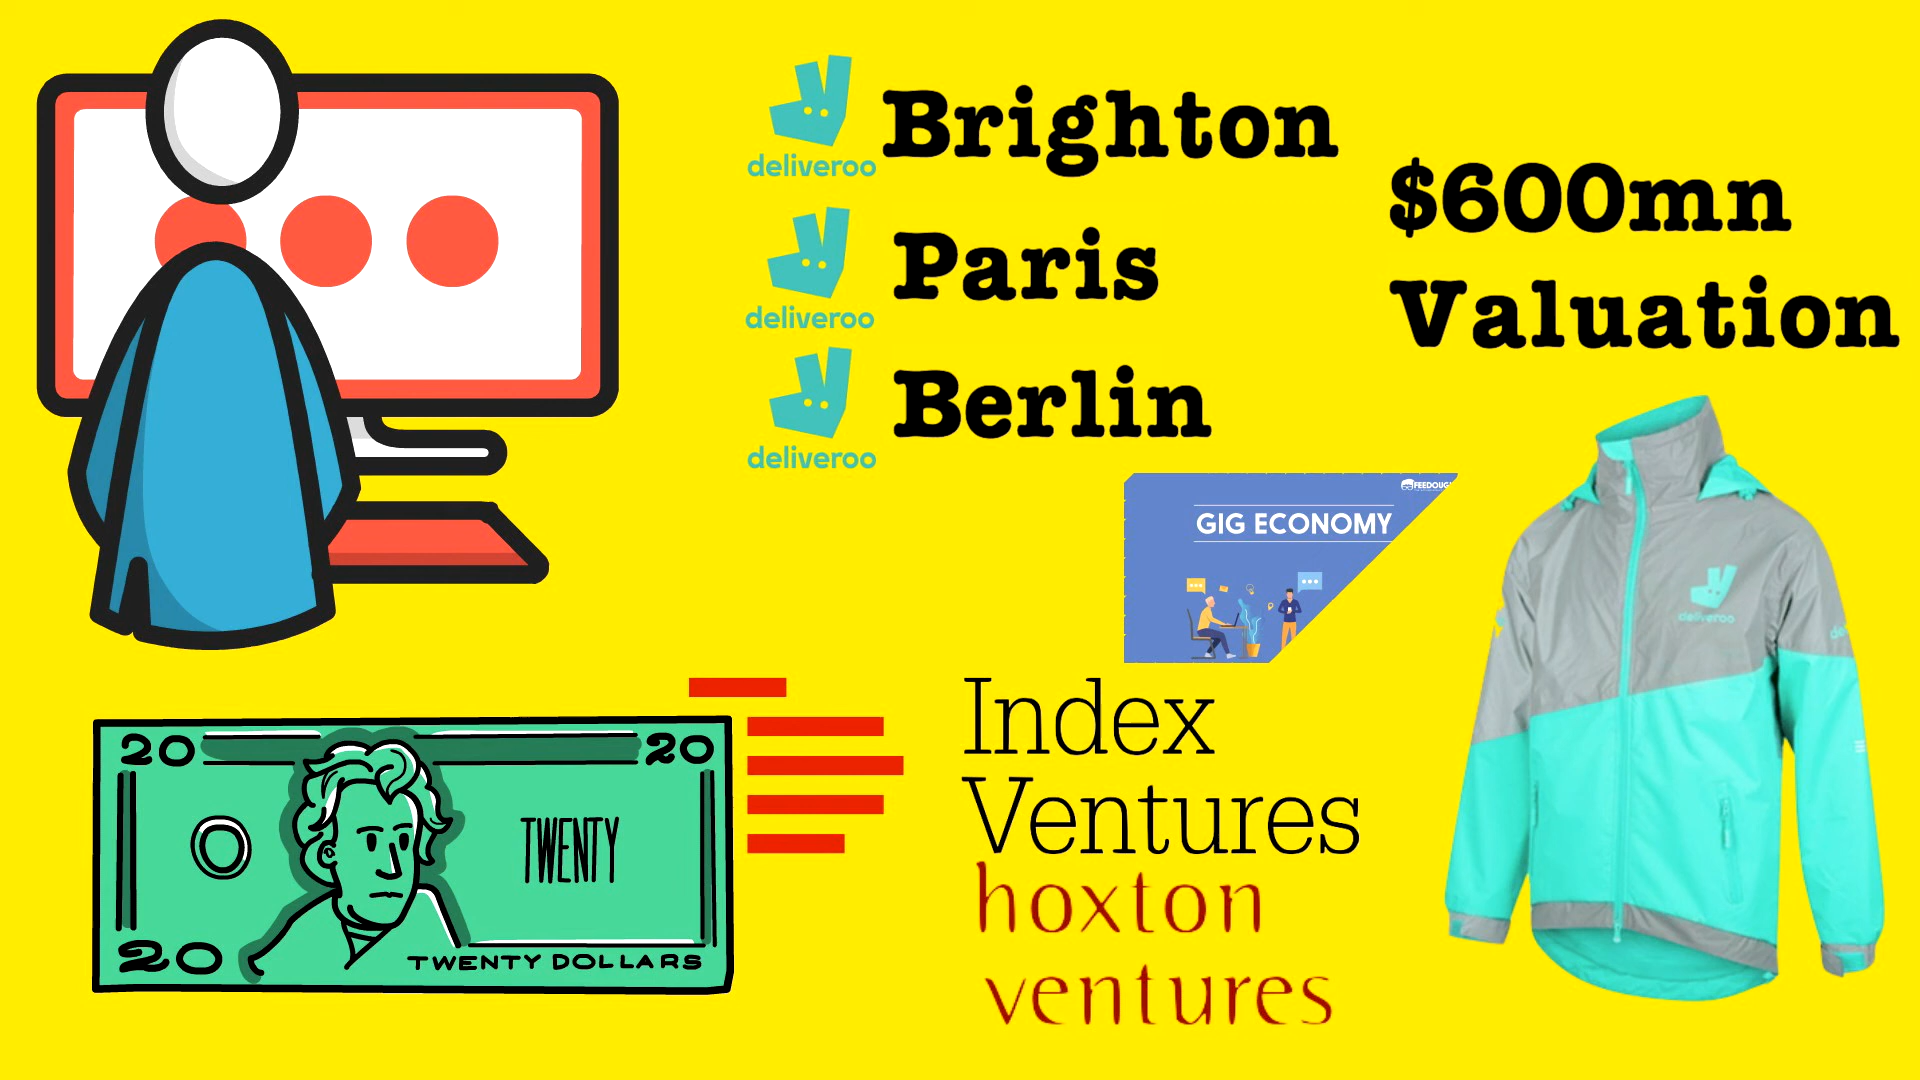 deliveroo
Brighton
deliveroo
Paris
deliveroo
Berlin
$600mn
Valuation
GIG ECONOMY
deliveroo
20
20
TWENTY
20
TWENTY DOLLARS
Index
Ventures
hoxton
ventures